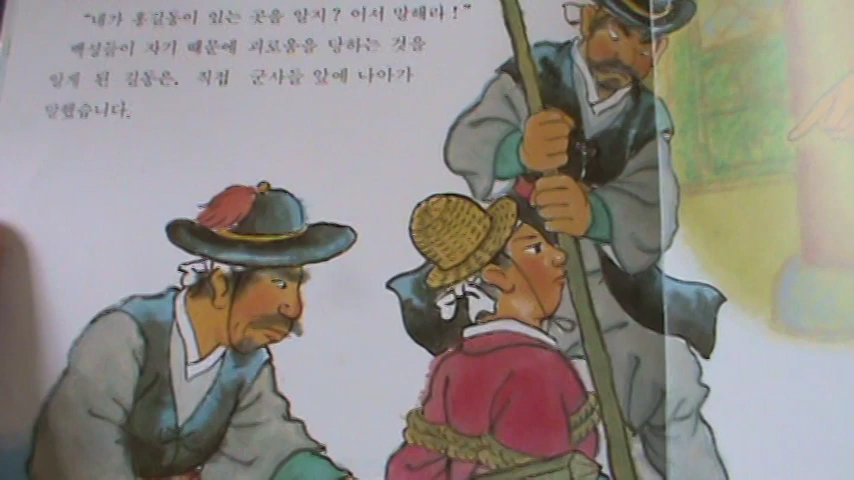 "네가 홍길동이 있는 곳을 알지? 어서 말해라!"
백성들이 자기 때문에 괴로움을 당하는 것을
알게 된 길동은, 직접 군사들 앞에 나아가
말했습니다.